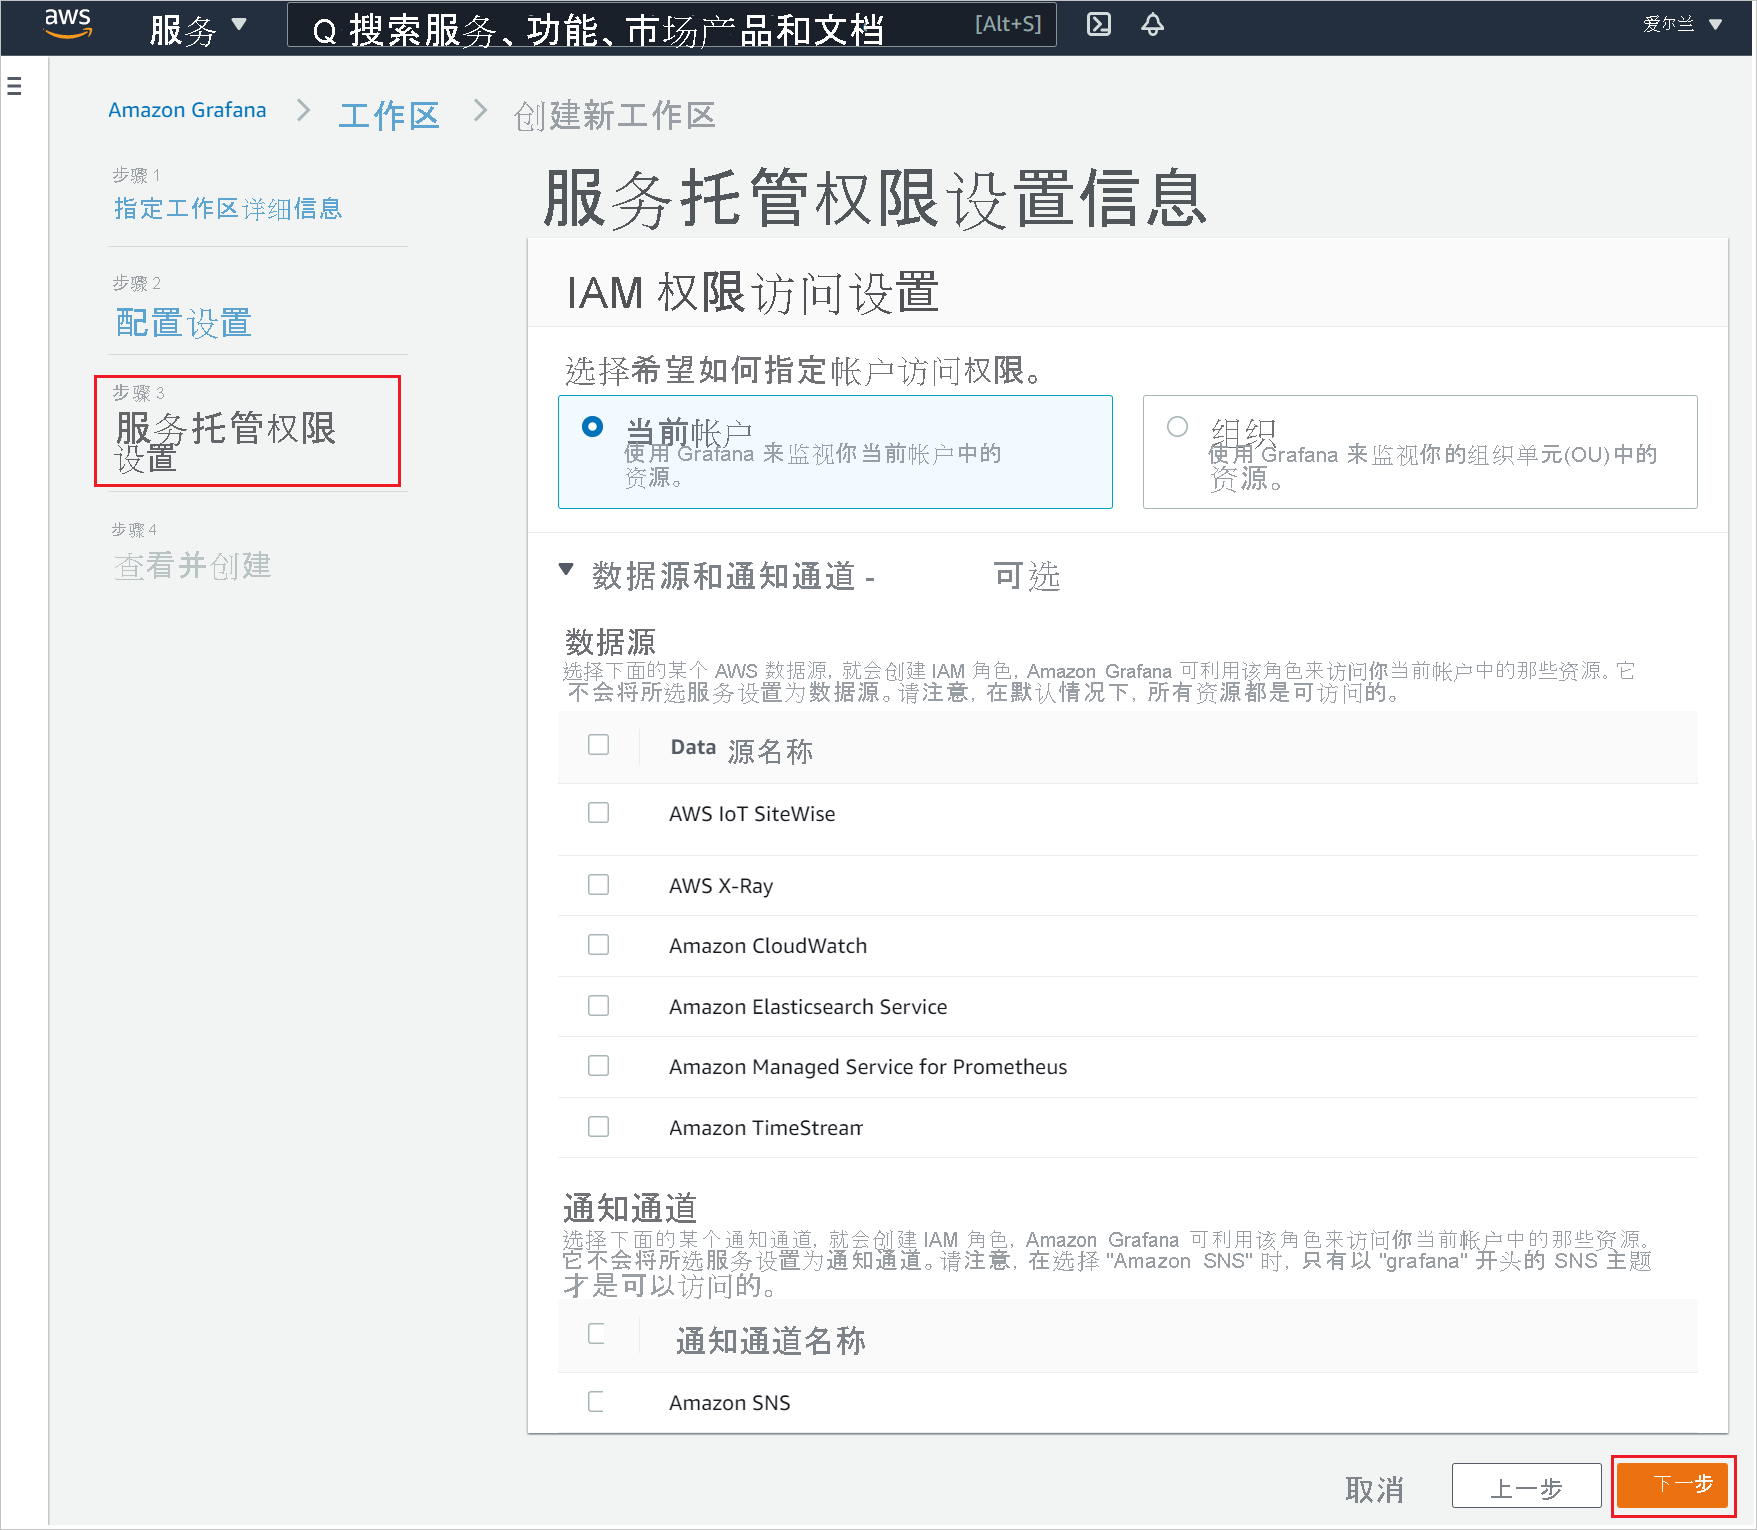 aws
服务
搜索服务、功能、市场产品和文档
[Alt+S]
爱尔兰
Amazon Grafana
工作区
创建新工作区
步骤 1
指定工作区详细信息
步骤 2
配置设置
步骤 3
服务托管权限
设置
步骤 4
查看并创建
服务托管权限设置信息
IAM 权限访问设置
选择希望如何指定帐户访问权限。
当前帐户
使用 Grafana 来监视你当前帐户中的
资源。
组织
使用 Grafana 来监视你的组织单元(OU)中的
资源。
数据源和通知通道 - 可选
数据源
选择下面的某个 AWS 数据源, 就会创建 IAM 角色, Amazon Grafana 可利用该角色来访问你当前帐户中的那些资源。它
不会将所选服务设置为数据源。请注意, 在默认情况下, 所有资源都是可访问的。
Data 源名称
AWS IoT SiteWise
AWS X-Ray
Amazon CloudWatch
Amazon Elasticsearch Service
Amazon Managed Service for Prometheus
Amazon TimeStream
通知通道
选择下面的某个通知通道, 就会创建 IAM 角色, Amazon Grafana 可利用该角色来访问你当前帐户中的那些资源。
它不会将所选服务设置为通知通道。请注意, 在选择 "Amazon SNS" 时, 只有以 "grafana" 开头的 SNS 主题
才是可以访问的。
通知通道名称
Amazon SNS
取消
上一步
下一步